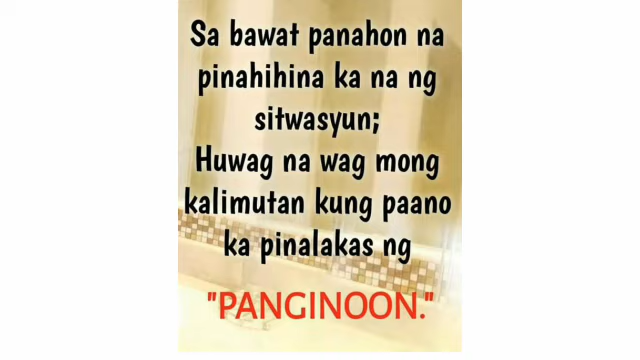 Sa bawat panahon na
pinahihina ka na ng
sitwasyun;
Huwag na wag mong
kalimutan kung paano
ka pinalakas ng
"PANGINOON."